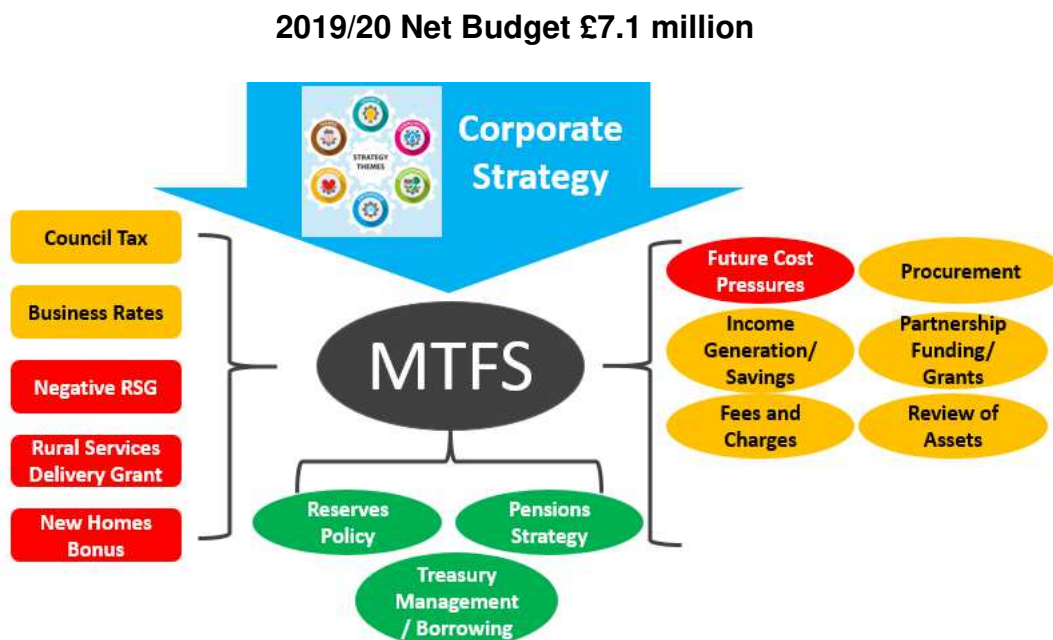 2019/20 Net Budget £7.1 million
Corporate
Strategy
STRATEGY
THEMES
Council Tax
Business Rates
Negative RSG
Rural Services
Delivery Grant
New Homes
Bonus
MTFS
Future Cost
Pressures
Procurement
Income
Generation/
Savings
Partnership
Funding/
Grants
Fees and
Charges
Review of
Assets
Reserves
Policy
Pensions
Strategy
Treasury
Management
/ Borrowing